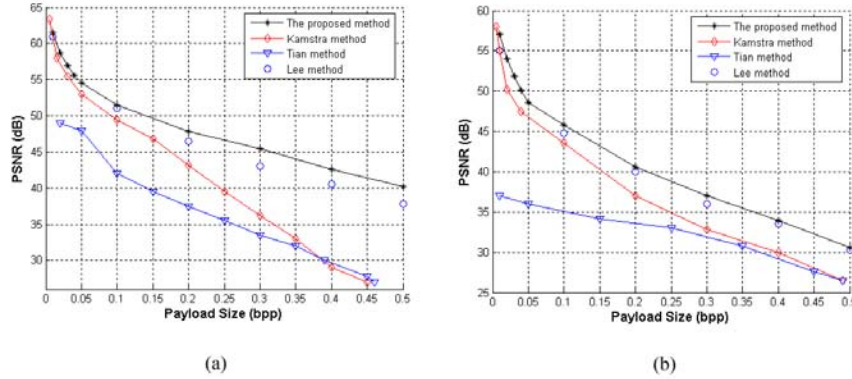 65
60
55
50
45
40
35
30
PSNR (dB)
0
0.05
0.1
0.15
0.2
0.25
0.3
0.35
0.4
0.45
0.5
Payload Size (bpp)
The proposed method
Kamstra method
Tian method
Lee method
(a)
60
55
50
45
40
35
30
25
PSNR (dB)
0
0.05
0.1
0.15
0.2
0.25
0.3
0.35
0.4
0.45
0.5
Payload Size (bpp)
The proposed method
Kamstra method
Tian method
Lee method
(b)